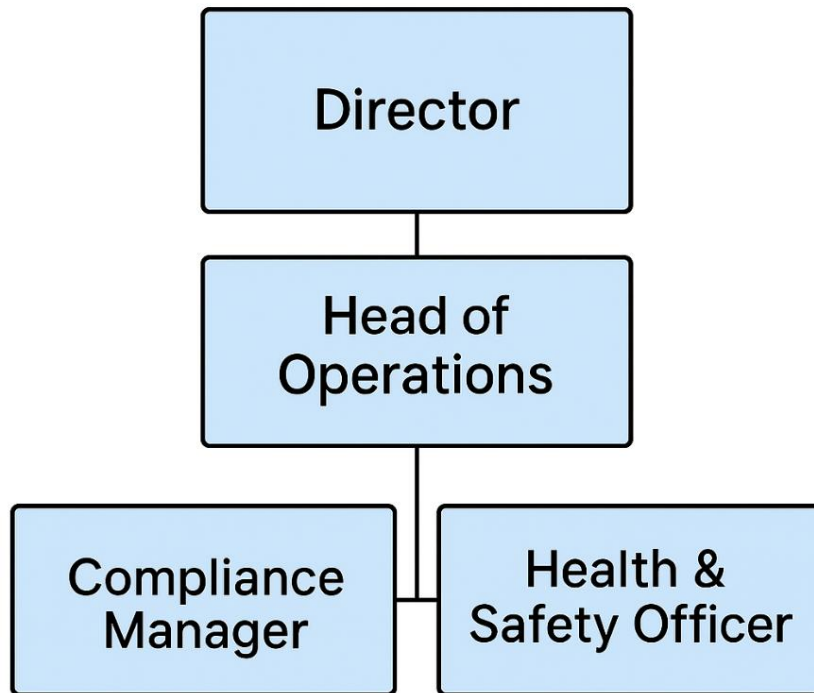 Director
Head of
Operations
Compliance
Manager
Health &
Safety Officer